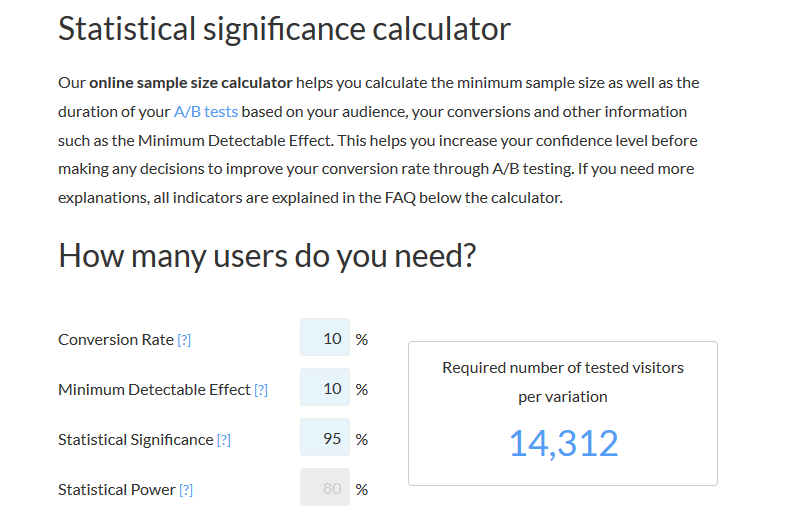 Statistical significance calculator
Our online sample size calculator helps you calculate the minimum sample size as well as the
duration of your A/B tests based on your audience, your conversions and other information
such as the Minimum Detectable Effect. This helps you increase your confidence level before
making any decisions to improve your conversion rate through A/B testing. If you need more
explanations, all indicators are explained in the FAQ below the calculator.
How many users do you need?
Conversion Rate [?] 10 %
Minimum Detectable Effect [?] 10 %
Statistical Significance [?] 95 %
Statistical Power [?] 80 %
Required number of tested visitors
per variation
14,312